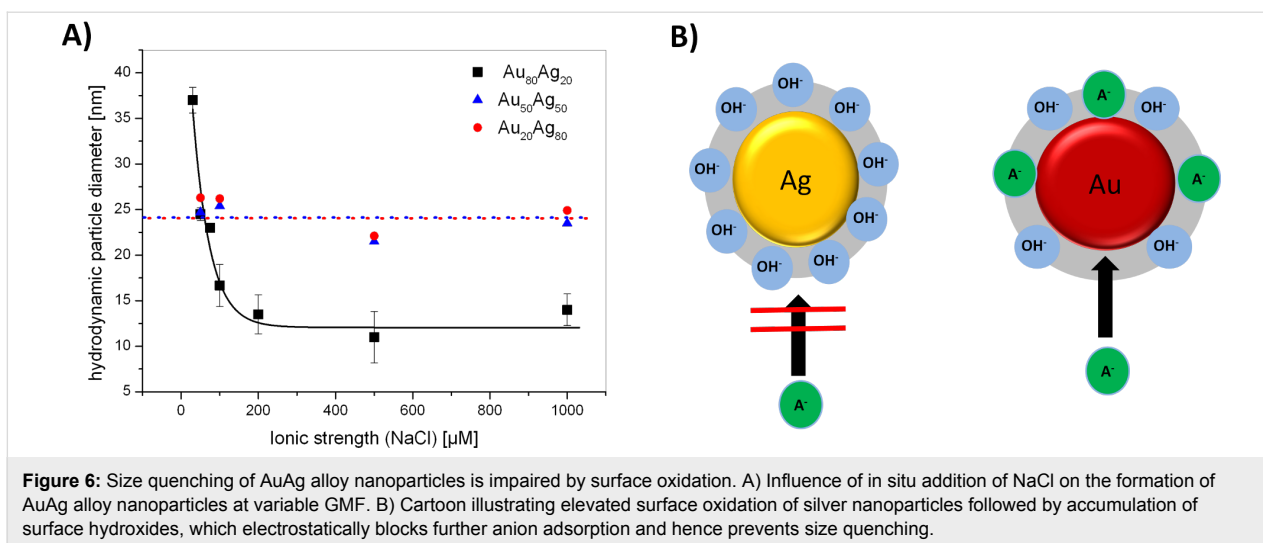 A)
B)
hydrodynamic particle diameter [nm]
40
35
30
25
20
15
10
5
0
200
400
600
800
1000
Ionic strength (NaCl) [µM]
Au80Ag20
Au50Ag50
Au20Ag80
OH-
OH-
OH-
OH-
OH-
OH-
OH-
OH-
OH-
Ag
A-
A-
OH-
OH-
A-
A-
OH-
OH-
Au
A-
Figure 6: Size quenching of AuAg alloy nanoparticles is impaired by surface oxidation. A) Influence of in situ addition of NaCl on the formation of
AuAg alloy nanoparticles at variable GMF. B) Cartoon illustrating elevated surface oxidation of silver nanoparticles followed by accumulation of
surface hydroxides, which electrostatically blocks further anion adsorption and hence prevents size quenching.